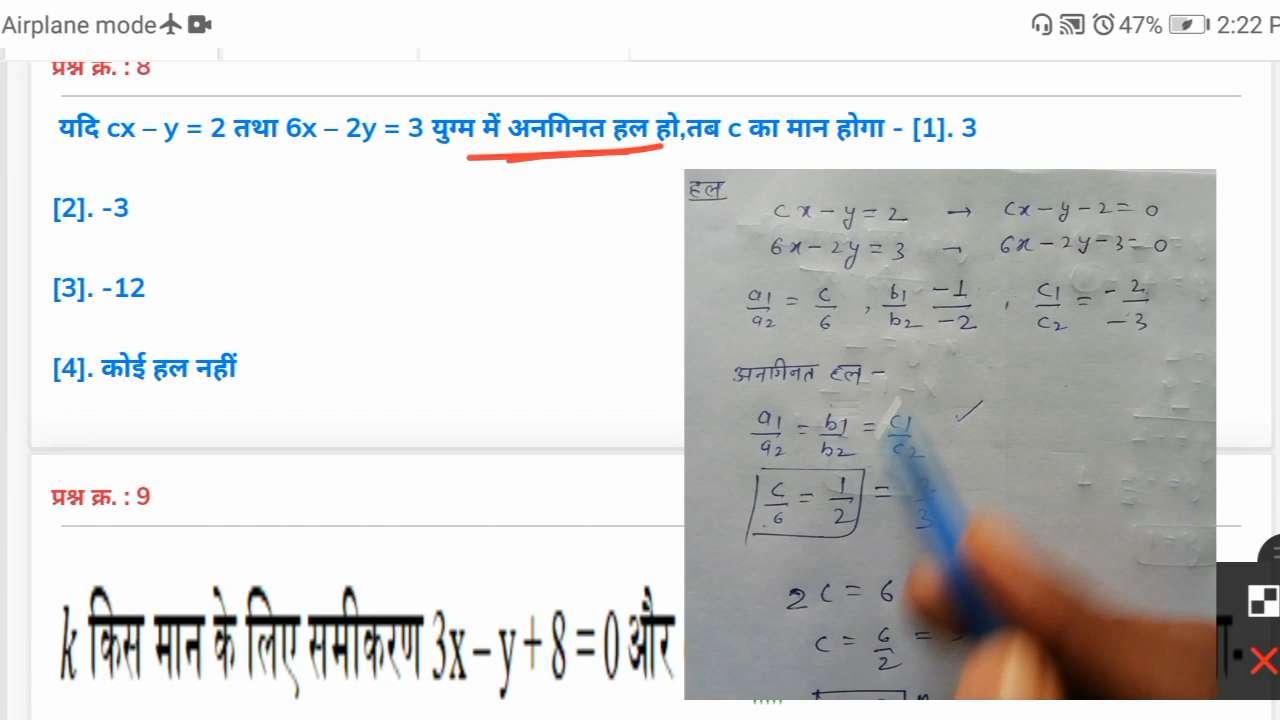 Airplane mode 47% 2:22 P
प्रश्न क्र. : 8
यदि cx – y = 2 तथा 6x – 2y = 3 युग्म में अनगिनत हल हो,तब c का मान होगा - [1]. 3
[2]. -3
[3]. -12
[4]. कोई हल नहीं
हल
cx - y = 2 → cx - y - 2 = 0
6x - 2y = 3 → 6x - 2y - 3 = 0
a1/a2 = c/6 , b1/b2 -1/-2 , c1/c2 = -2/-3
अनगिनत हल -
a1/a2 = b1/b2 = c1/c2 ✓
c/6 = 1/2 =
2c = 6
c = 6/2 =
प्रश्न क्र. : 9
k किस मान के लिए समीकरण 3x – y + 8 = 0 और